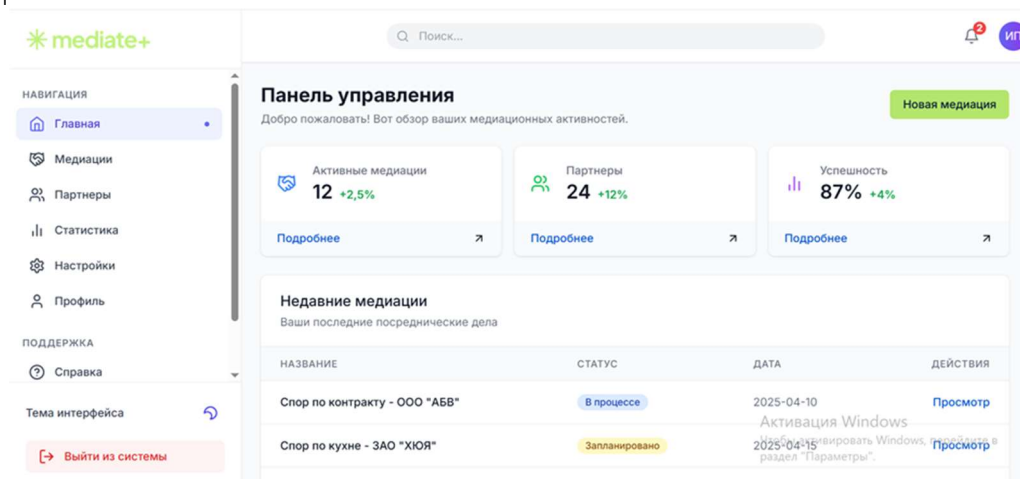 mediate+
Поиск...
2
ИП
НАВИГАЦИЯ
Главная
Медиации
Партнеры
Статистика
Настройки
Профиль
ПОДДЕРЖКА
Справка
Тема интерфейса
Выйти из системы
Панель управления
Добро пожаловать! Вот обзор ваших медиационных активностей.
Новая медиация
Активные медиации
12 +2,5%
Подробнее
Партнеры
24 +12%
Подробнее
Успешность
87% +4%
Подробнее
Недавние медиации
Ваши последние посреднические дела
НАЗВАНИЕ СТАТУС ДАТА ДЕЙСТВИЯ
Спор по контракту - ООО "АБВ" В процессе 2025-04-10 Просмотр
Спор по кухне - ЗАО "ХЮЯ" Запланировано 2025-04-15 Просмотр
Активация Windows
Чтобы активировать Windows, перейдите в
раздел "Параметры".